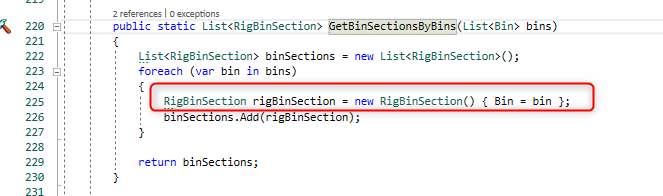 219
2 references | 0 exceptions
220 public static List<RigBinSection> GetBinSectionsByBins(List<Bin> bins)
221 {
222 List<RigBinSection> binSections = new List<RigBinSection>();
223 foreach (var bin in bins)
224 {
225 RigBinSection rigBinSection = new RigBinSection() { Bin = bin };
226 binSections.Add(rigBinSection);
227 }
228
229 return binSections;
230 }
231